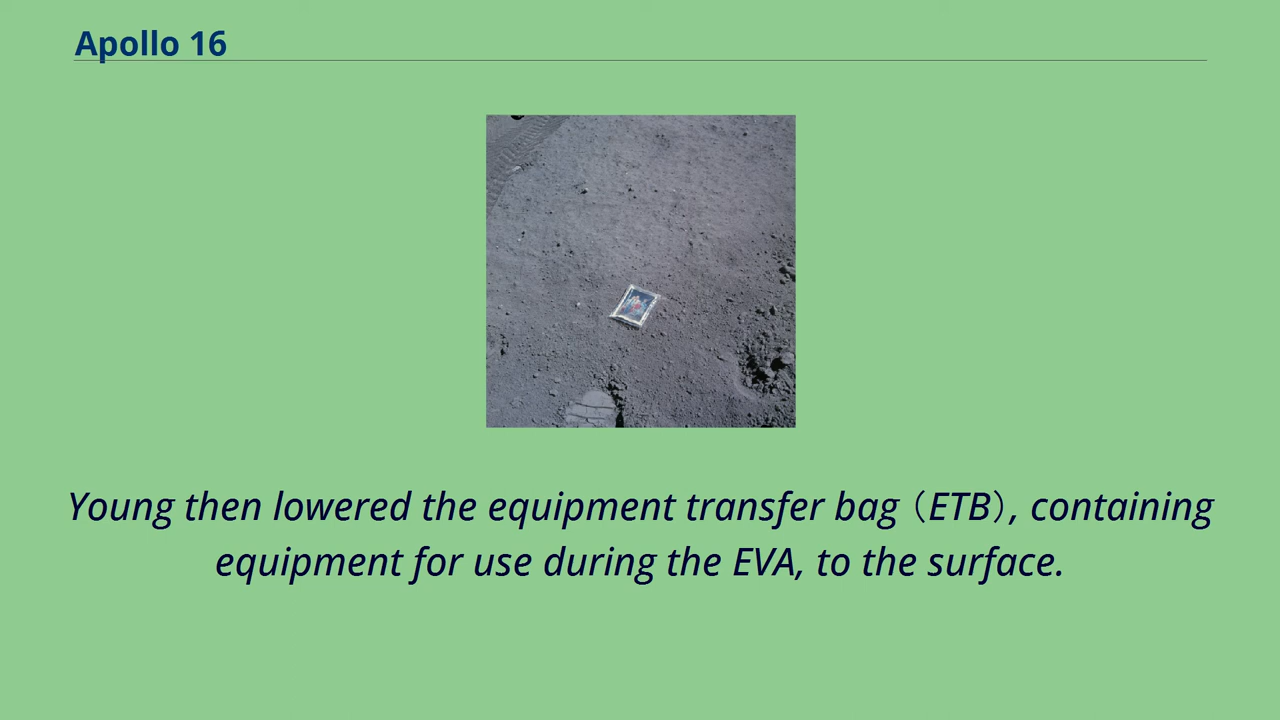 Apollo 16
Young then lowered the equipment transfer bag (ETB), containing
equipment for use during the EVA, to the surface.